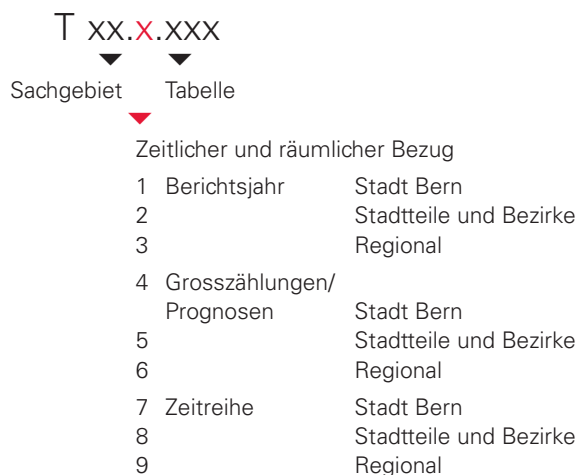 T xx.x.xxx
Sachgebiet Tabelle
Zeitlicher und räumlicher Bezug
1 Berichtsjahr Stadt Bern
2 Stadtteile und Bezirke
3 Regional
4 Grosszählungen/
Prognosen Stadt Bern
5 Stadtteile und Bezirke
6 Regional
7 Zeitreihe Stadt Bern
8 Stadtteile und Bezirke
9 Regional